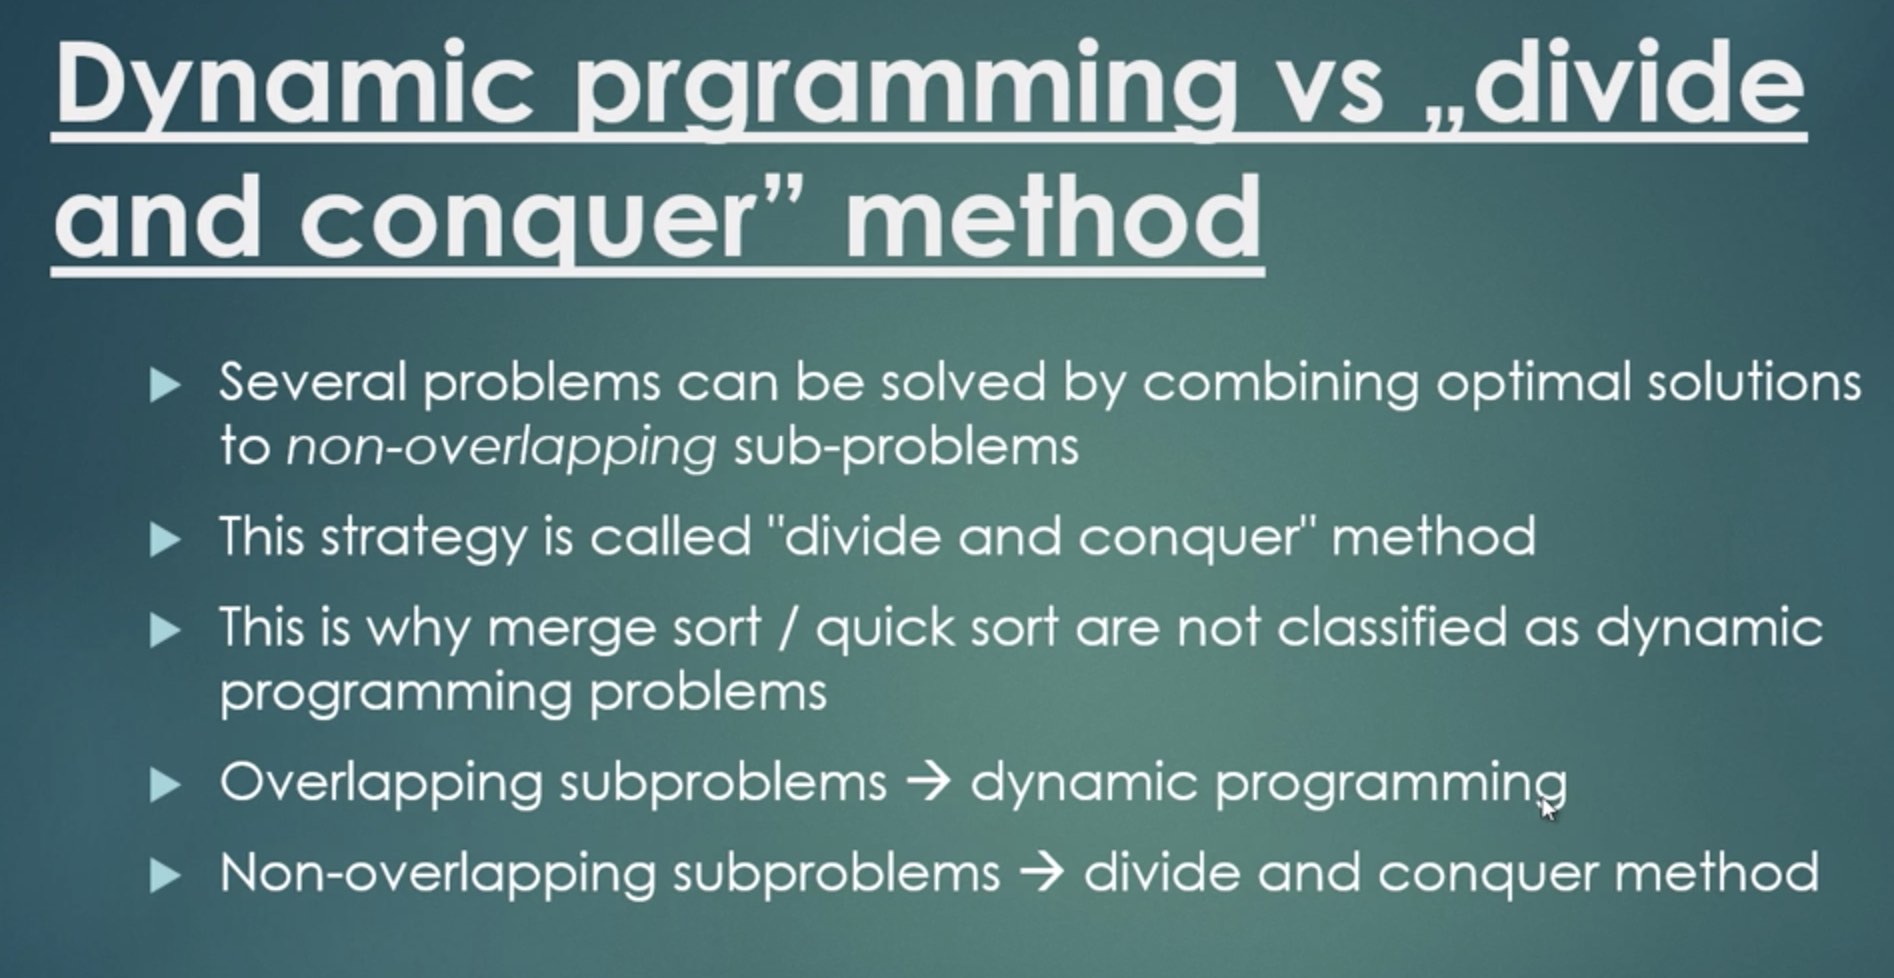 Dynamic prgramming vs „divide
and conquer” method
Several problems can be solved by combining optimal solutions
to non-overlapping sub-problems
This strategy is called "divide and conquer" method
This is why merge sort / quick sort are not classified as dynamic
programming problems
Overlapping subproblems → dynamic programming
Non-overlapping subproblems → divide and conquer method